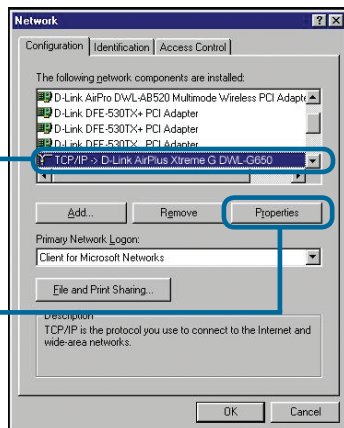 Network
Configuration Identification Access Control
The following network components are installed:
D-Link AirPro DWL-AB520 Multimode Wireless PCI Adapte
D-Link DFE-530TX+ PCI Adapter
D-Link DFE-530TX+ PCI Adapter
D-Link DFE-530TX+ PCI Adapter
TCP/IP -> D-Link AirPlus Xtreme G DWL-G650
Add... Remove Properties
Primary Network Logon:
Client for Microsoft Networks
File and Print Sharing...
Description
TCP/IP is the protocol you use to connect to the Internet and
wide-area networks.
OK Cancel